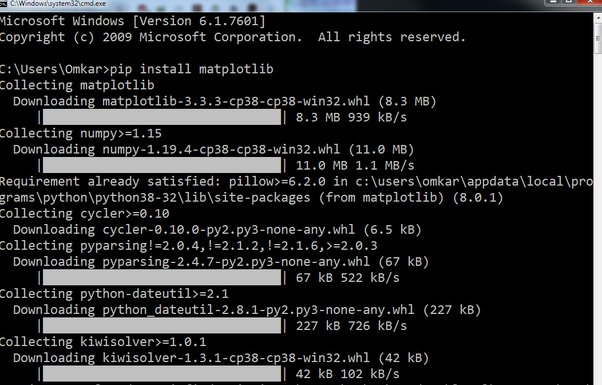 C:\Windows\system32\cmd.exe
Microsoft Windows [Version 6.1.7601]
Copyright (c) 2009 Microsoft Corporation.  All rights reserved.
C:\Users\Omkar>pip install matplotlib
Collecting matplotlib
  Downloading matplotlib-3.3.3-cp38-cp38-win32.whl (8.3 MB)
     |████████████████████████████████| 8.3 MB 939 kB/s
Collecting numpy>=1.15
  Downloading numpy-1.19.4-cp38-cp38-win32.whl (11.0 MB)
     |████████████████████████████████| 11.0 MB 1.1 MB/s
Requirement already satisfied: pillow>=6.2.0 in c:\users\omkar\appdata\local\pro
grams\python\python38-32\lib\site-packages (from matplotlib) (8.0.1)
Collecting cycler>=0.10
  Downloading cycler-0.10.0-py2.py3-none-any.whl (6.5 kB)
Collecting pyparsing!=2.0.4,!=2.1.2,!=2.1.6,>=2.0.3
  Downloading pyparsing-2.4.7-py2.py3-none-any.whl (67 kB)
     |████████████████████████████████| 67 kB 522 kB/s
Collecting python-dateutil>=2.1
  Downloading python_dateutil-2.8.1-py2.py3-none-any.whl (227 kB)
     |████████████████████████████████| 227 kB 726 kB/s
Collecting kiwisolver>=1.0.1
  Downloading kiwisolver-1.3.1-cp38-cp38-win32.whl (42 kB)
     |████████████████████████████████| 42 kB 102 kB/s